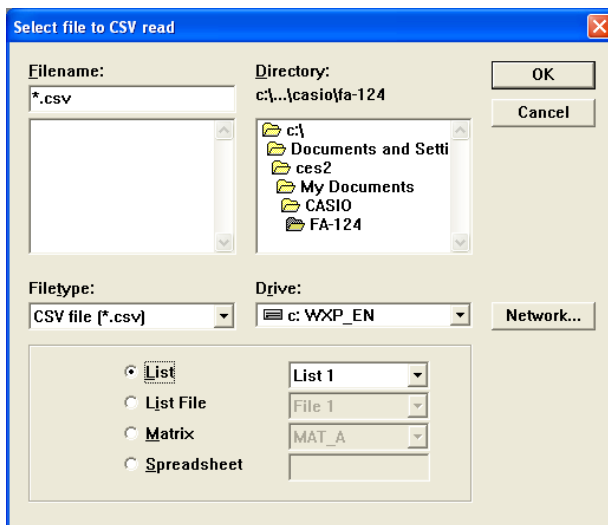 Select file to CSV read
Filename:
*.csv
Directory:
c:\...\casio\fa-124
c:\
Documents and Setti
ces2
My Documents
CASIO
FA-124
OK
Cancel
Filetype:
CSV file (*.csv)
Drive:
c: WXP_EN
Network...
List
List 1
List File
File 1
Matrix
MAT_A
Spreadsheet